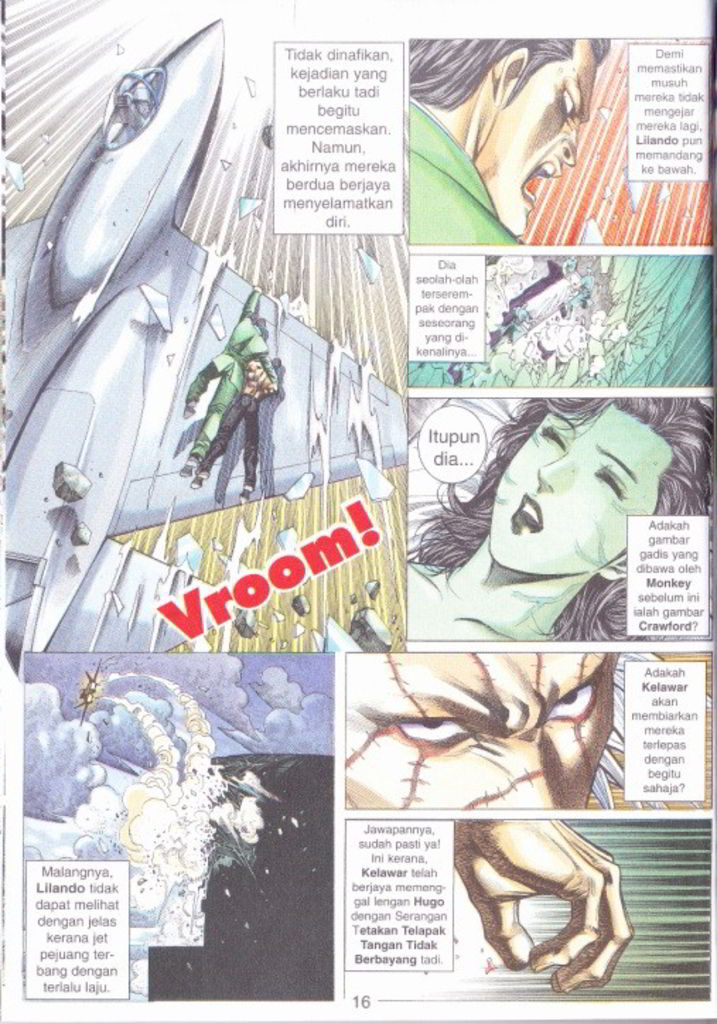 Tidak dinafikan,
kejadian yang
berlaku tadi
begitu
mencemaskan.
Namun,
akhirnya mereka
berdua berjaya
menyelamatkan
diri.
Demi
memastikan
musuh
mereka tidak
mengejar
mereka lagi,
Lilando pun
memandang
ke bawah.
Dia
seolah-olah
terserem-
pak dengan
seseorang
yang di-
kenalinya...
Itupun
dia...
Adakah
gambar
gadis yang
dibawa oleh
Monkey
sebelum ini
ialah gambar
Crawford?
Vroom!
Malangnya,
Lilando tidak
dapat melihat
dengan jelas
kerana jet
pejuang ter-
bang dengan
terlalu laju.
Adakah
Kelawar
akan
membiarkan
mereka
terlepas
dengan
begitu
sahaja?
Jawapannya,
sudah pasti ya!
Ini kerana,
Kelawar telah
berjaya memeng-
gal lengan Hugo
dengan Serangan
Tetakan Telapak
Tangan Tidak
Berbayang tadi.
16